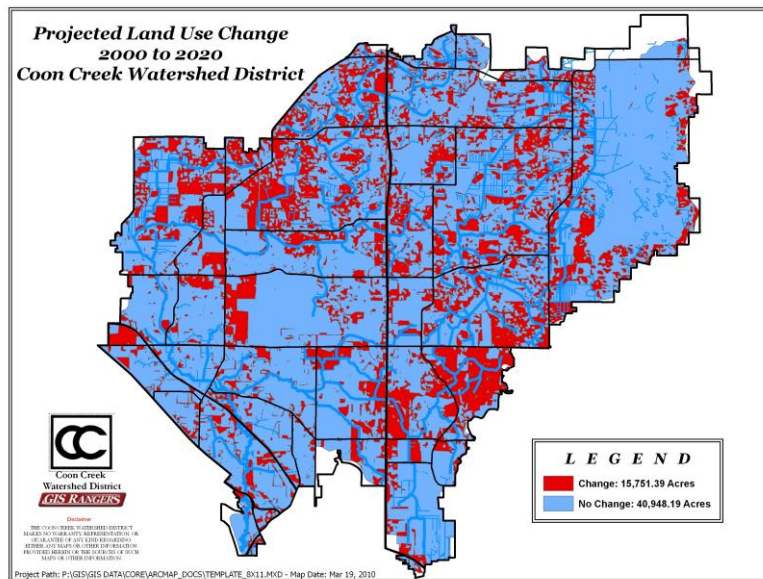 Projected Land Use Change
2000 to 2020
Coon Creek Watershed District
CC
Coon Creek
Watershed District
GIS RANGERS
Disclaimer
THE COON CREEK WATERSHED DISTRICT
MAKES NO WARRANTY, REPRESENTATION, OR
GUARANTEE OF ANY KIND REGARDING
EITHER ANY MAPS OR OTHER INFORMATION
PROVIDED HEREIN OR THE SOURCES OF SUCH
MAPS OR OTHER INFORMATION.
LEGEND
Change: 15,751.39 Acres
No Change: 40,948.19 Acres
Project Path: P:\GIS\GIS DATA\CORE\ARCMAP_DOCS\TEMPLATE_8X11.MXD - Map Date: Mar 19, 2010